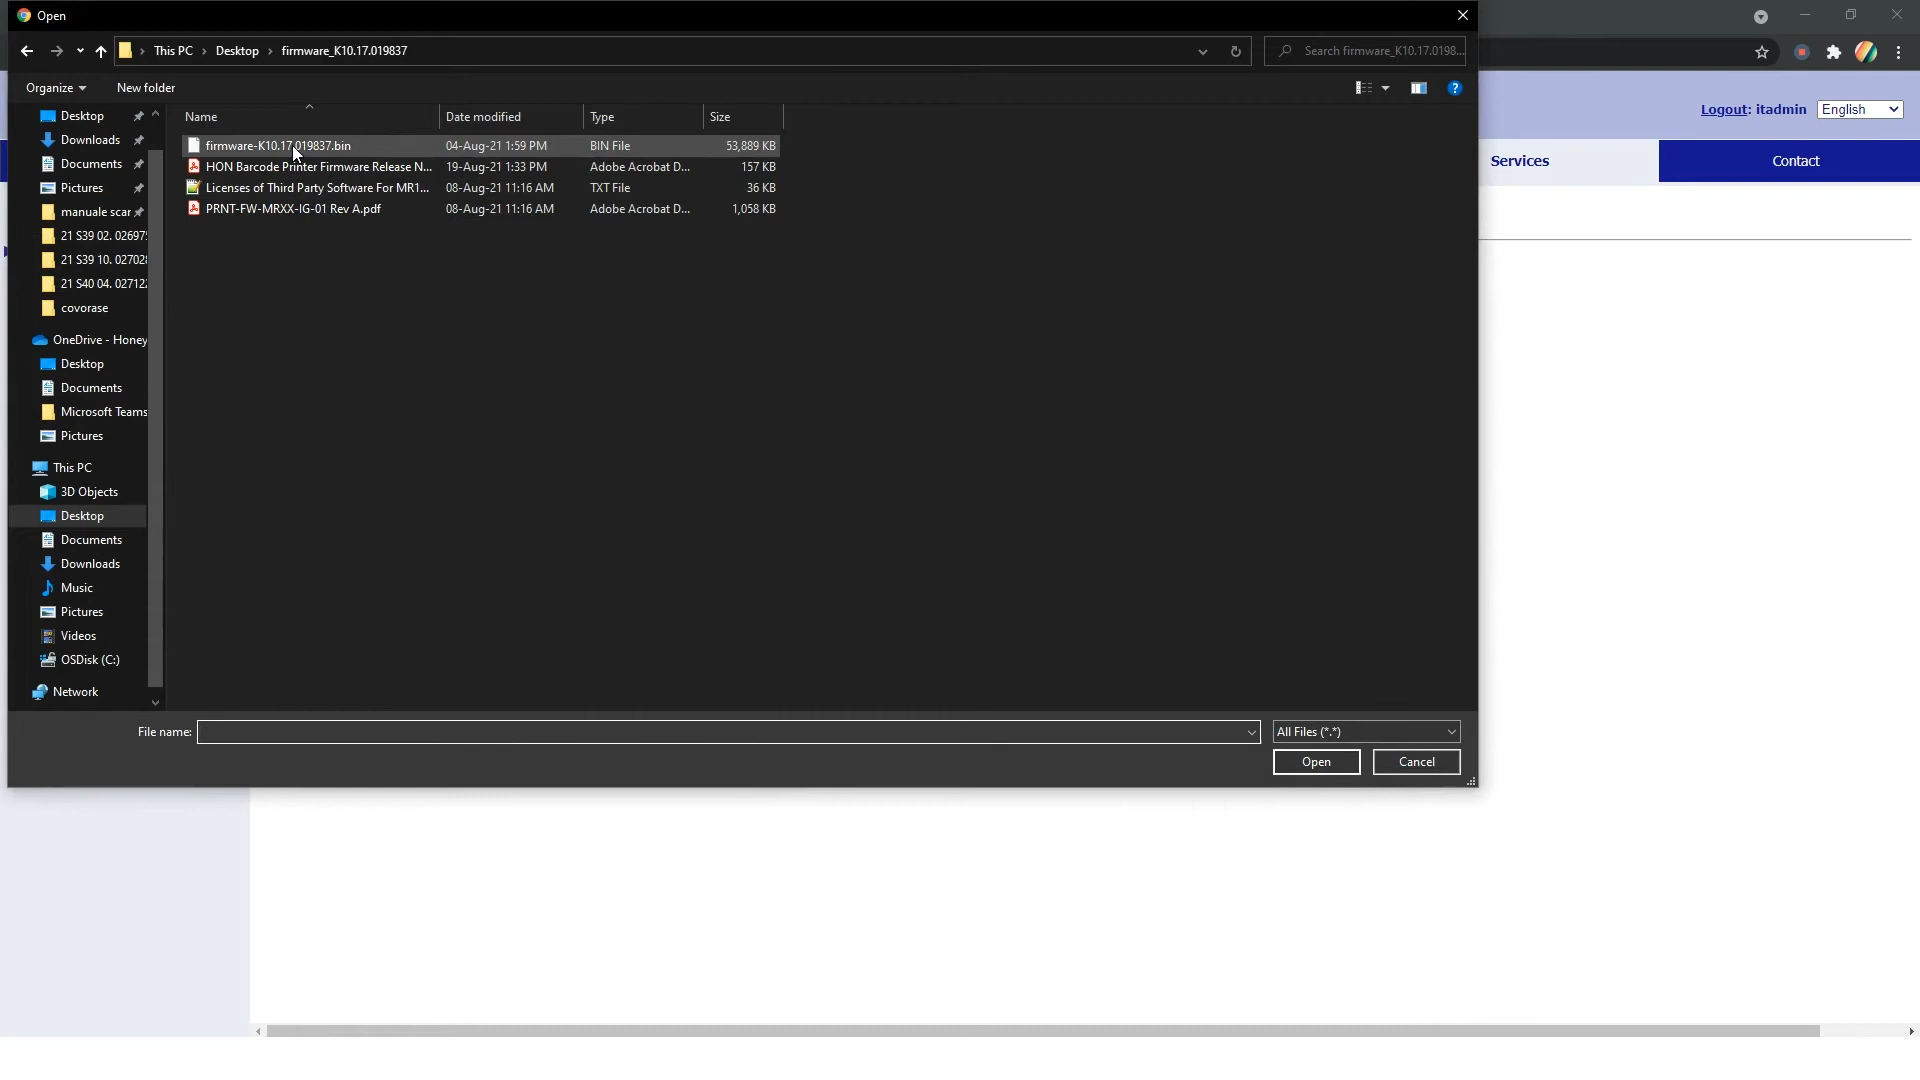 Open
This PC > Desktop > firmware_K10.17.019837
Search firmware_K10.17.0198...
Organize
New folder
Logout: itadmin
English
Services
Contact
Name
Date modified
Type
Size
firmware-K10.17.019837.bin 04-Aug-21 1:59 PM BIN File 53,889 KB
HON Barcode Printer Firmware Release N... 19-Aug-21 1:33 PM Adobe Acrobat D... 157 KB
Licenses of Third Party Software For MR1... 08-Aug-21 11:16 AM TXT File 36 KB
PRNT-FW-MRXX-IG-01 Rev A.pdf 08-Aug-21 11:16 AM Adobe Acrobat D... 1,058 KB
Desktop
Downloads
Documents
Pictures
manuale scar
21 S39 02. 02697
21 S39 10. 02702
21 S40 04. 02712
covorase
OneDrive - Honey
Desktop
Documents
Microsoft Teams
Pictures
This PC
3D Objects
Desktop
Documents
Downloads
Music
Pictures
Videos
OSDisk (C:)
Network
File name:
All Files (*.*)
Open
Cancel